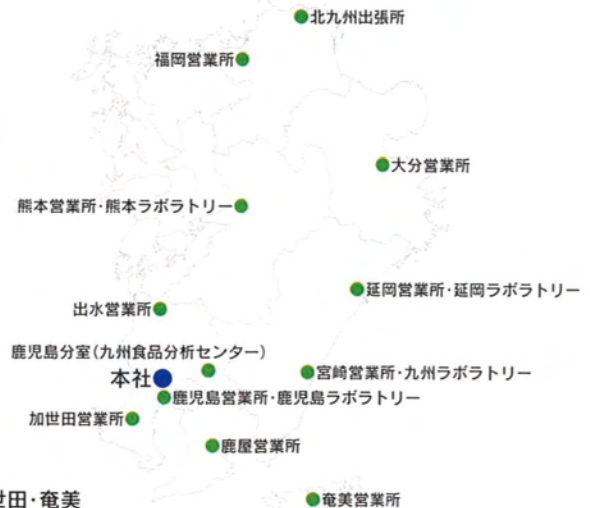 北九州出張所
福岡営業所
大分営業所
熊本営業所・熊本ラボラトリー
延岡営業所・延岡ラボラトリー
出水営業所
鹿児島分室(九州食品分析センター)
本社
宮崎営業所・九州ラボラトリー
鹿児島営業所・鹿児島ラボラトリー
加世田営業所
鹿屋営業所
世田・奄美
奄美営業所